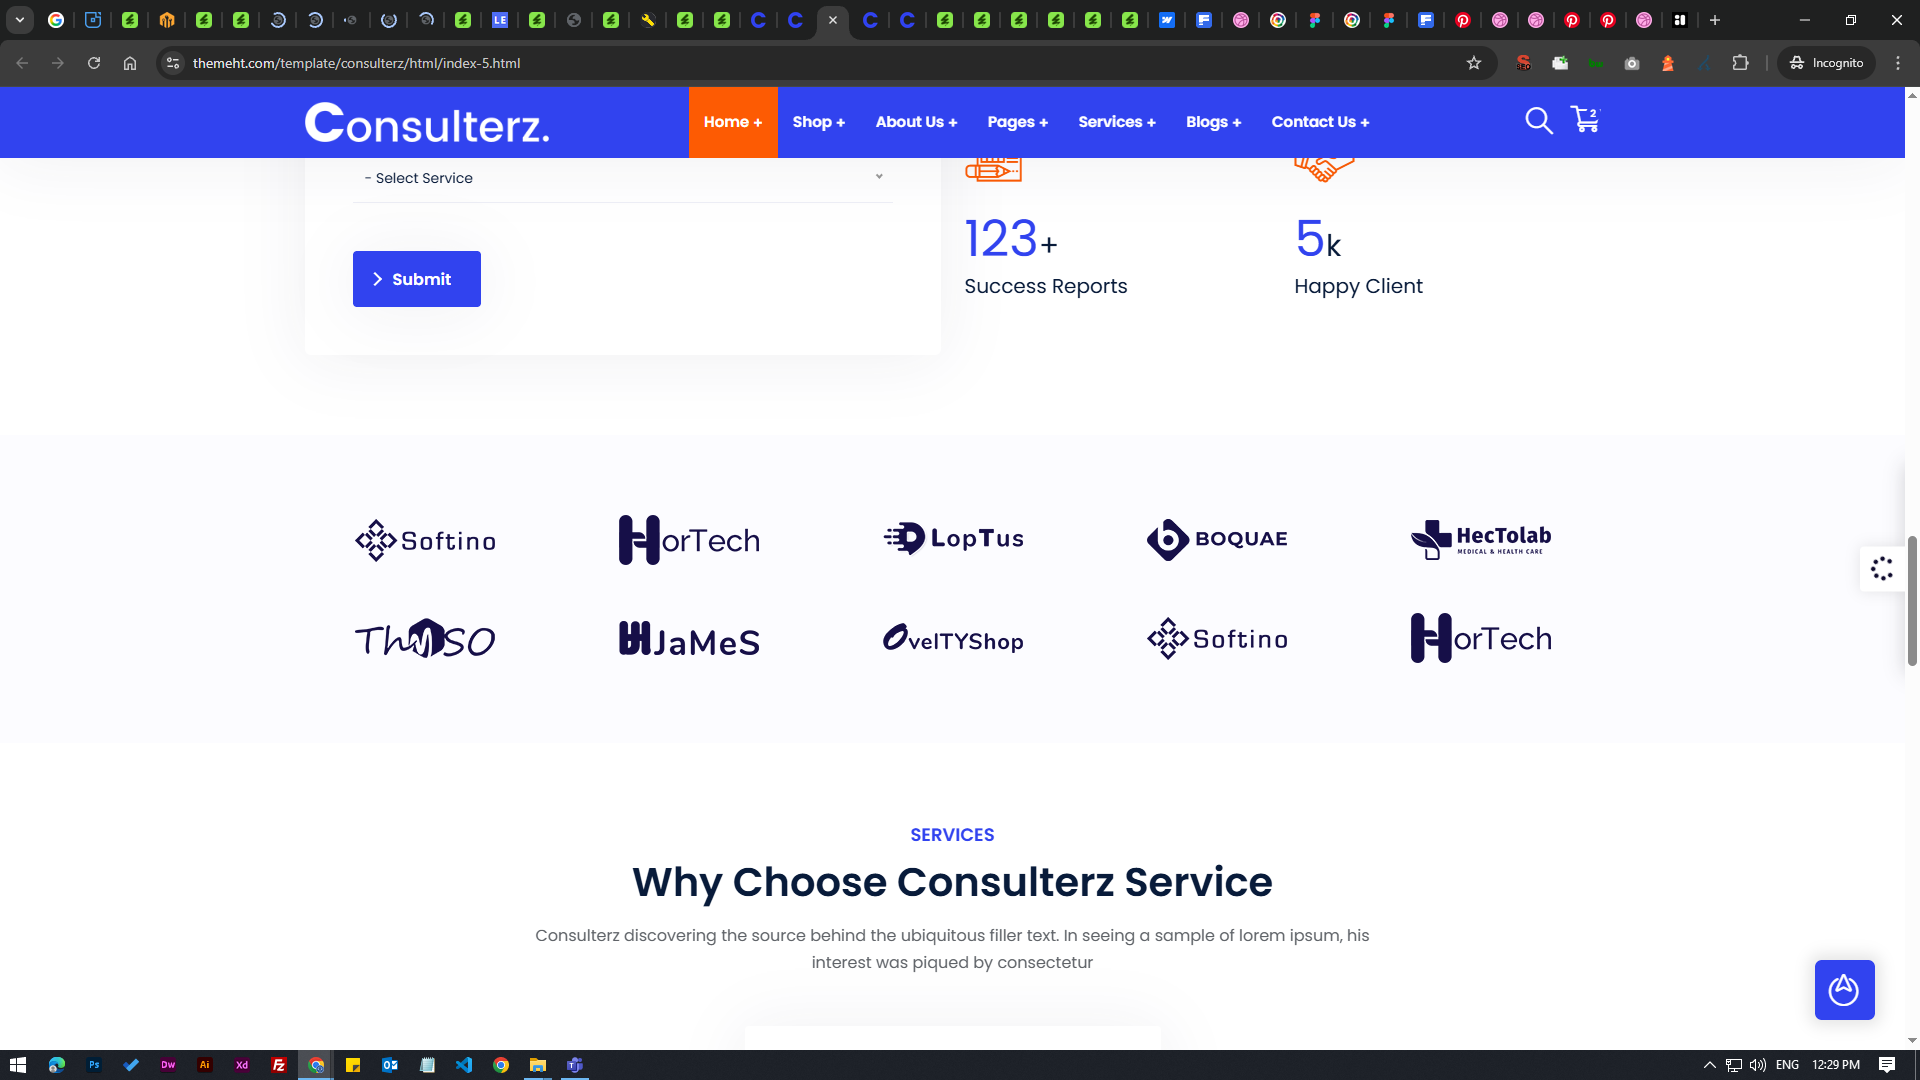 themeht.com/template/consulterz/html/index-5.html
Incognito
Consulterz.
Home +
Shop +
About Us +
Pages +
Services +
Blogs +
Contact Us +
2
- Select Service
Submit
123+
Success Reports
5k
Happy Client
Softino
HorTech
LopTus
BOQUAE
HecTolab
MEDICAL & HEALTH CARE
ThMSO
JaMeS
OvelTYShop
Softino
HorTech
SERVICES
Why Choose Consulterz Service
Consulterz discovering the source behind the ubiquitous filler text. In seeing a sample of lorem ipsum, his
interest was piqued by consectetur
ENG
12:29 PM